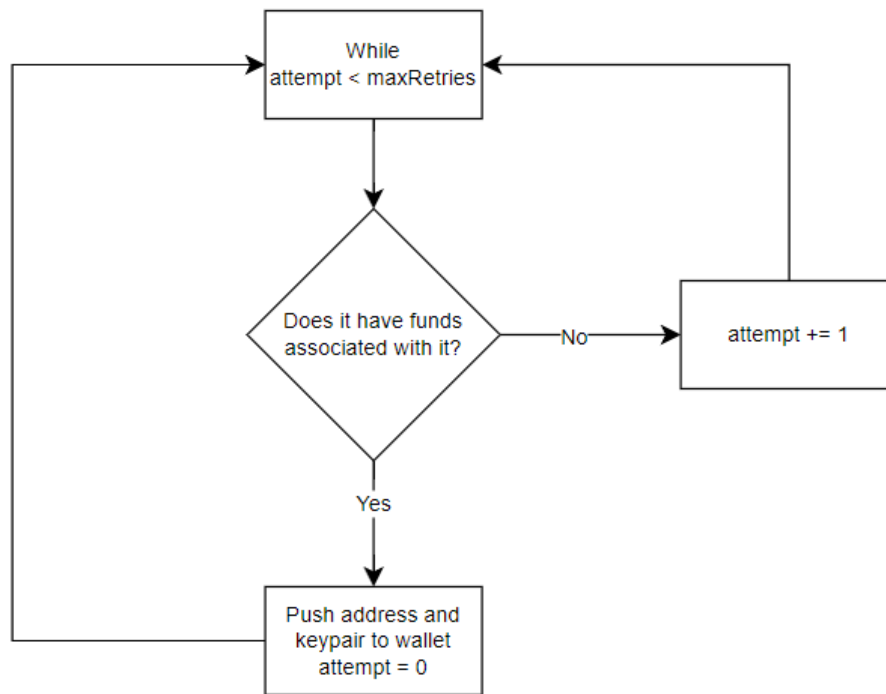 While
attempt < maxRetries
Does it have funds
associated with it?
No
attempt += 1
Yes
Push address and
keypair to wallet
attempt = 0